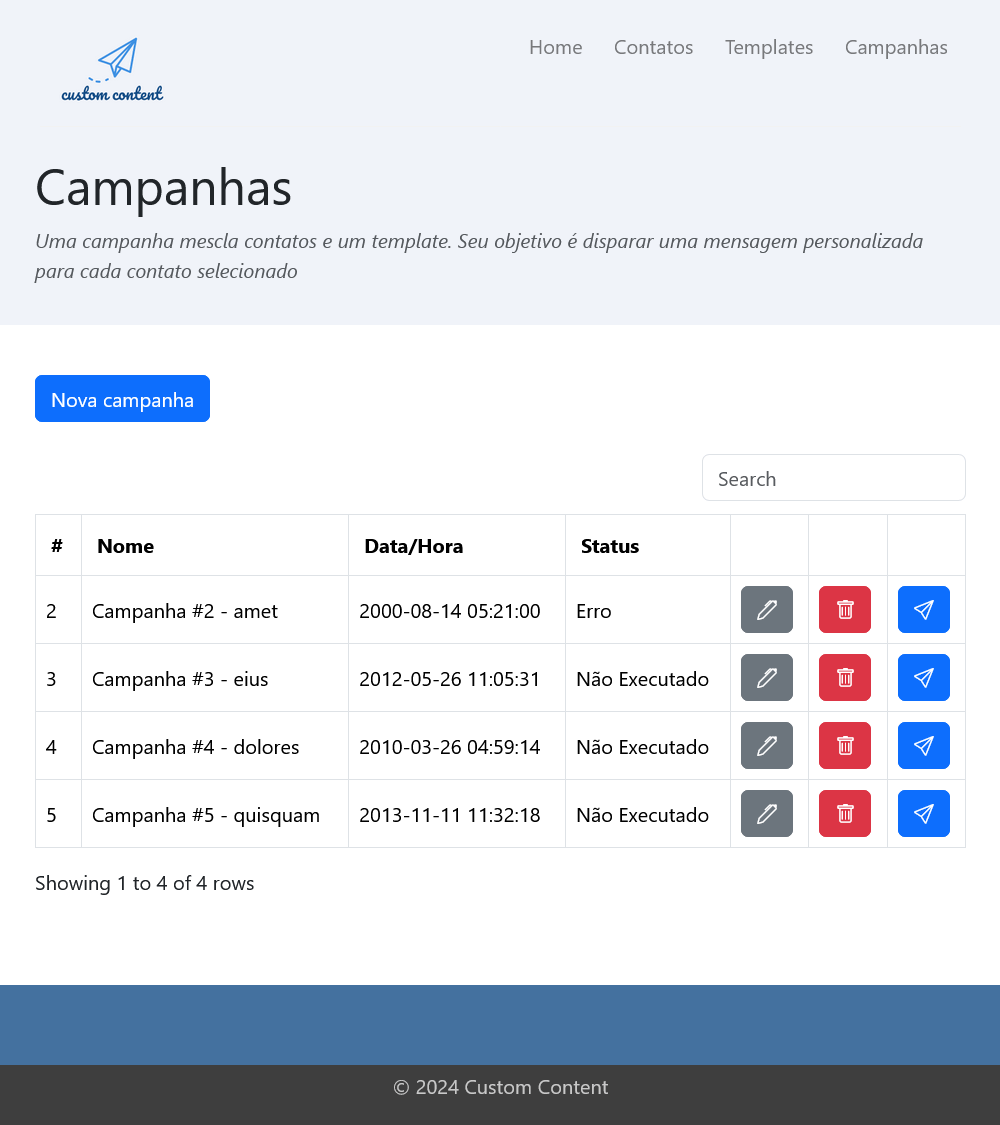 custom content
Home Contatos Templates Campanhas
Campanhas
Uma campanha mescla contatos e um template. Seu objetivo é disparar uma mensagem personalizada
para cada contato selecionado
Nova campanha
Search
# Nome Data/Hora Status
2 Campanha #2 - amet 2000-08-14 05:21:00 Erro
3 Campanha #3 - eius 2012-05-26 11:05:31 Não Executado
4 Campanha #4 - dolores 2010-03-26 04:59:14 Não Executado
5 Campanha #5 - quisquam 2013-11-11 11:32:18 Não Executado
Showing 1 to 4 of 4 rows
© 2024 Custom Content